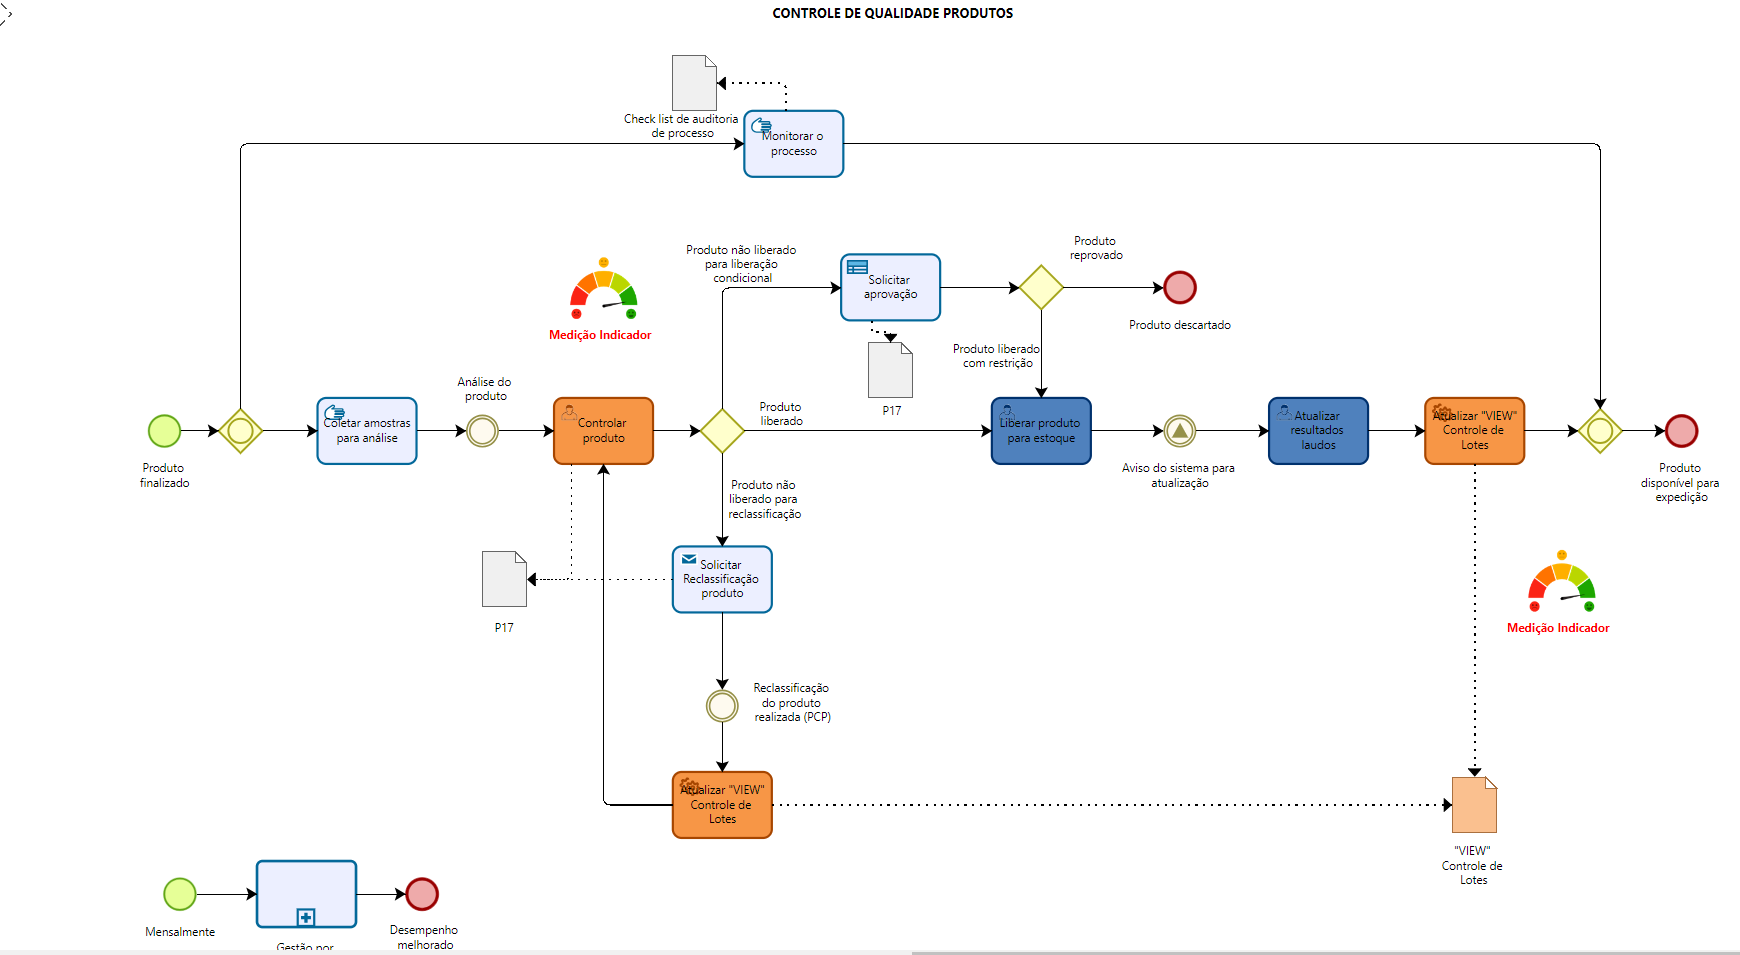 CONTROLE DE QUALIDADE PRODUTOS
Check list de auditoria
de processo
Monitorar o
processo
Produto não liberado
para liberação
condicional
Solicitar
aprovação
Produto
reprovado
Produto descartado
Medição Indicador
Produto liberado
com restrição
P17
Análise do
produto
Produto
liberado
Produto
finalizado
Coletar amostras
para análise
Controlar
produto
Liberar produto
para estoque
Aviso do sistema para
atualização
Atualizar
resultados
laudos
Atualizar "VIEW"
Controle de
Lotes
Produto
disponível para
expedição
Produto não
liberado para
reclassificação
Solicitar
Reclassificação
produto
P17
Medição Indicador
Reclassificação
do produto
realizada (PCP)
Atualizar "VIEW"
Controle de
Lotes
"VIEW"
Controle de
Lotes
Mensalmente
Gestão por
Desempenho
melhorado